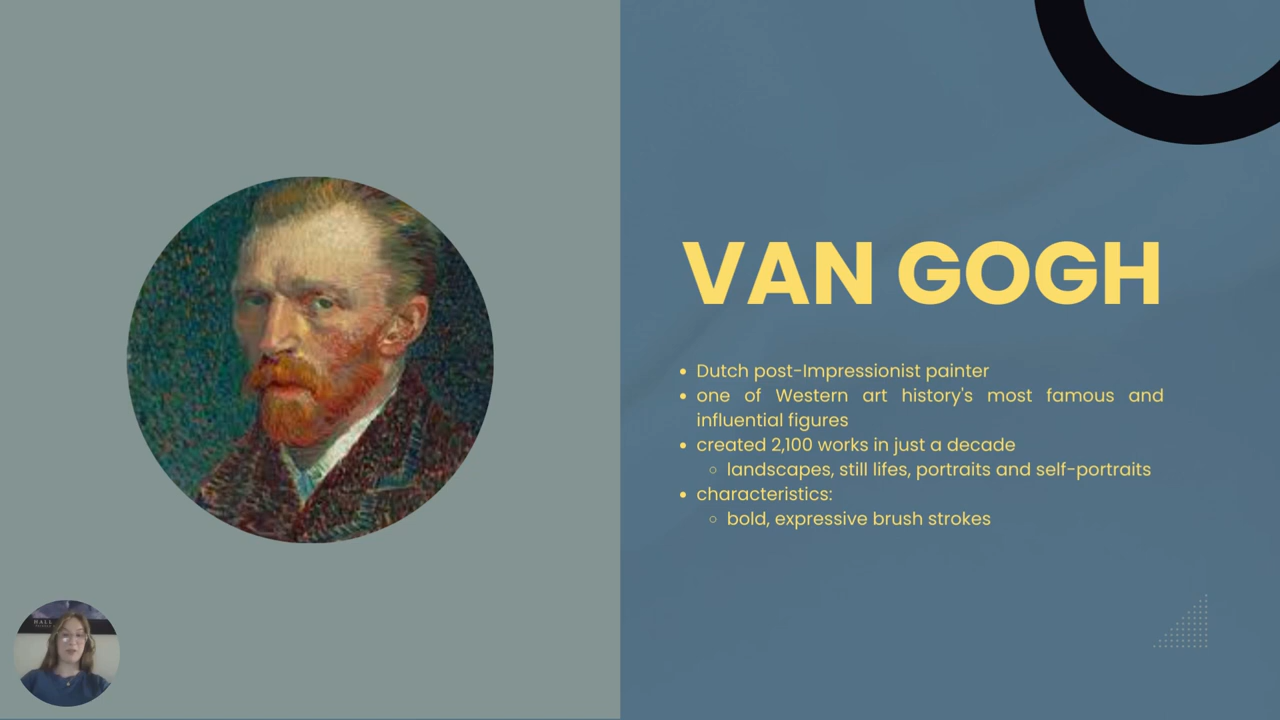 VAN GOGH
• Dutch post-Impressionist painter
• one of Western art history's most famous and
influential figures
• created 2,100 works in just a decade
○ landscapes, still lifes, portraits and self-portraits
• characteristics:
○ bold, expressive brush strokes
HALL